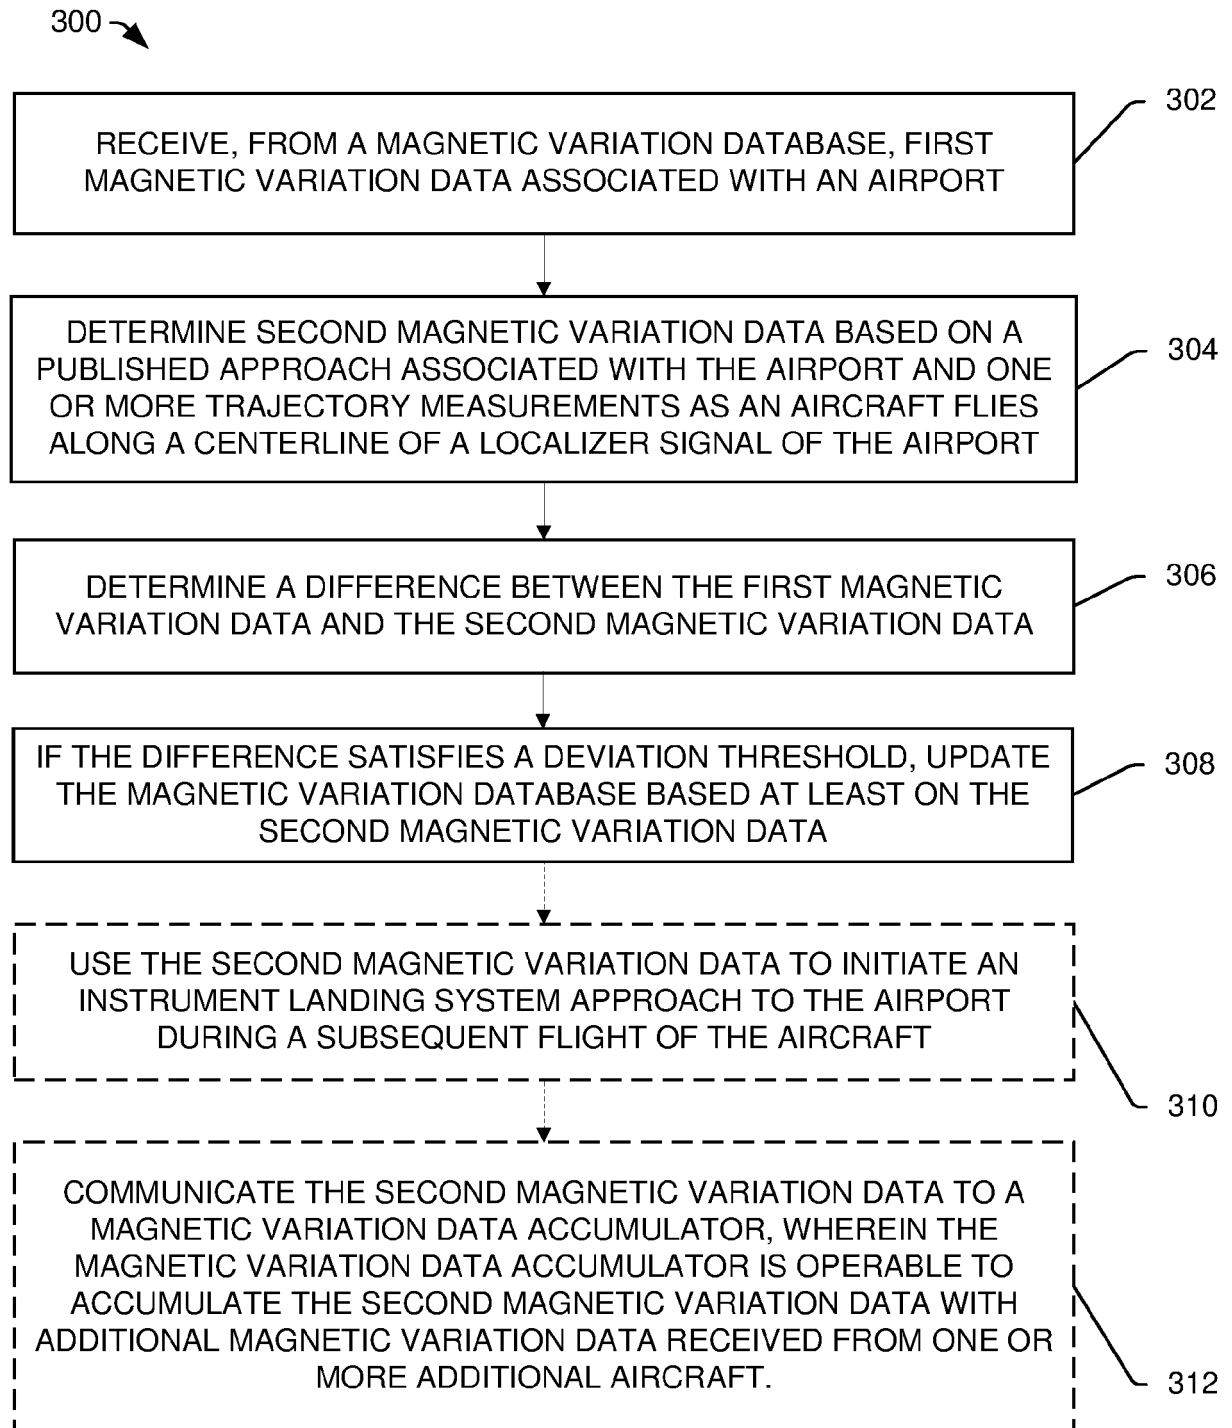 300
302
RECEIVE, FROM A MAGNETIC VARIATION DATABASE, FIRST
MAGNETIC VARIATION DATA ASSOCIATED WITH AN AIRPORT
DETERMINE SECOND MAGNETIC VARIATION DATA BASED ON A
PUBLISHED APPROACH ASSOCIATED WITH THE AIRPORT AND ONE
OR MORE TRAJECTORY MEASUREMENTS AS AN AIRCRAFT FLIES
ALONG A CENTERLINE OF A LOCALIZER SIGNAL OF THE AIRPORT
304
DETERMINE A DIFFERENCE BETWEEN THE FIRST MAGNETIC
VARIATION DATA AND THE SECOND MAGNETIC VARIATION DATA
306
IF THE DIFFERENCE SATISFIES A DEVIATION THRESHOLD, UPDATE
THE MAGNETIC VARIATION DATABASE BASED AT LEAST ON THE
SECOND MAGNETIC VARIATION DATA
308
USE THE SECOND MAGNETIC VARIATION DATA TO INITIATE AN
INSTRUMENT LANDING SYSTEM APPROACH TO THE AIRPORT
DURING A SUBSEQUENT FLIGHT OF THE AIRCRAFT
310
COMMUNICATE THE SECOND MAGNETIC VARIATION DATA TO A
MAGNETIC VARIATION DATA ACCUMULATOR, WHEREIN THE
MAGNETIC VARIATION DATA ACCUMULATOR IS OPERABLE TO
ACCUMULATE THE SECOND MAGNETIC VARIATION DATA WITH
ADDITIONAL MAGNETIC VARIATION DATA RECEIVED FROM ONE OR
MORE ADDITIONAL AIRCRAFT.
312